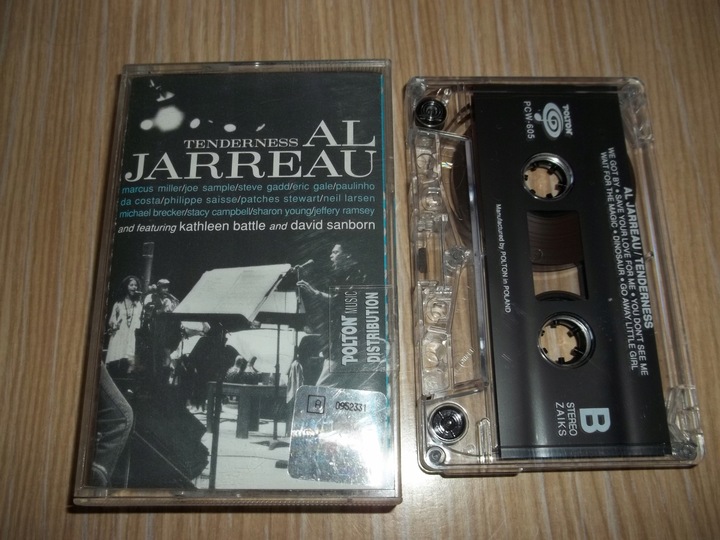 TENDERNESS AL
JARREAU
marcus miller/joe sample/steve gadd/eric gale/paulinho
da costa/philippe saisse/patches stewart/neil larsen
michael brecker/stacy campbell/sharon young/jeffery ramsey
and featuring kathleen battle and david sanborn
POLTON MUSIC
DISTRIBUTION
A 0952331
POLTON
PCW-605
Manufactured by POLTON in POLAND
AL JARREAU / TENDERNESS
WE GOT BY • SAVE YOUR LOVE FOR ME • YOU DON'T SEE ME
WAIT FOR THE MAGIC • DINOSAUR • GO AWAY LITTLE GIRL
B
STEREO
ZAIKS